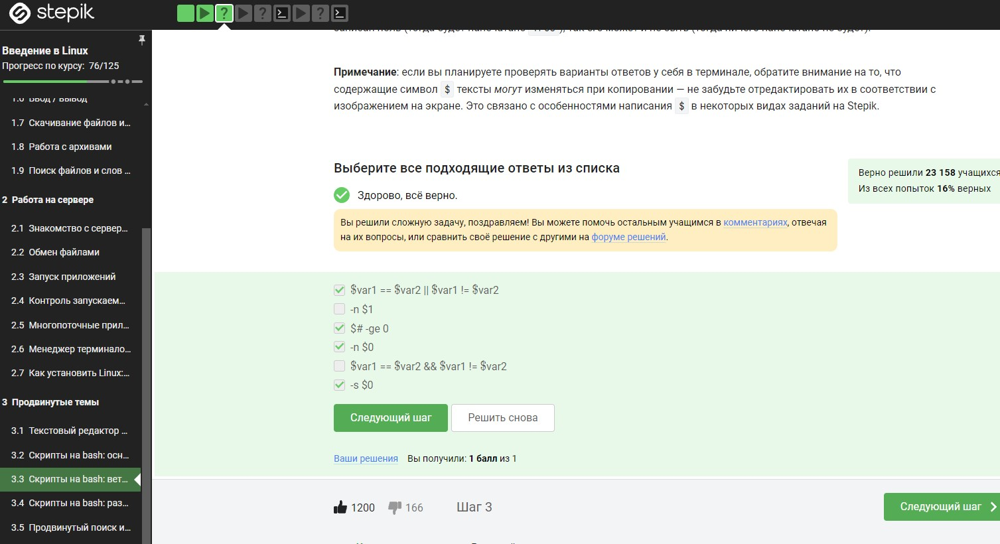 stepik
Введение в Linux
Прогресс по курсу: 76/125
1.6 Ввод / вывод
1.7 Скачивание файлов и...
1.8 Работа с архивами
1.9 Поиск файлов и слов ...
2 Работа на сервере
2.1 Знакомство с сервер...
2.2 Обмен файлами
2.3 Запуск приложений
2.4 Контроль запускаем...
2.5 Многопоточные прил...
2.6 Менеджер терминало...
2.7 Как установить Linux:...
3 Продвинутые темы
3.1 Текстовый редактор ...
3.2 Скрипты на bash: осн...
3.3 Скрипты на bash: вет...
3.4 Скрипты на bash: раз...
3.5 Продвинутый поиск и...
Примечание: если вы планируете проверять варианты ответов у себя в терминале, обратите внимание на то, что
содержащие символ $ тексты могут изменяться при копировании — не забудьте отредактировать их в соответствии с
изображением на экране. Это связано с особенностями написания $ в некоторых видах заданий на Stepik.
Выберите все подходящие ответы из списка
Здорово, всё верно.
Верно решили 23 158 учащихся
Из всех попыток 16% верных
Вы решили сложную задачу, поздравляем! Вы можете помочь остальным учащимся в комментариях, отвечая
на их вопросы, или сравнить своё решение с другими на форуме решений.
$var1 == $var2 || $var1 != $var2
-n $1
$# -ge 0
-n $0
$var1 == $var2 && $var1 != $var2
-s $0
Следующий шаг Решить снова
Ваши решения Вы получили: 1 балл из 1
1200 166 Шаг 3
Следующий шаг